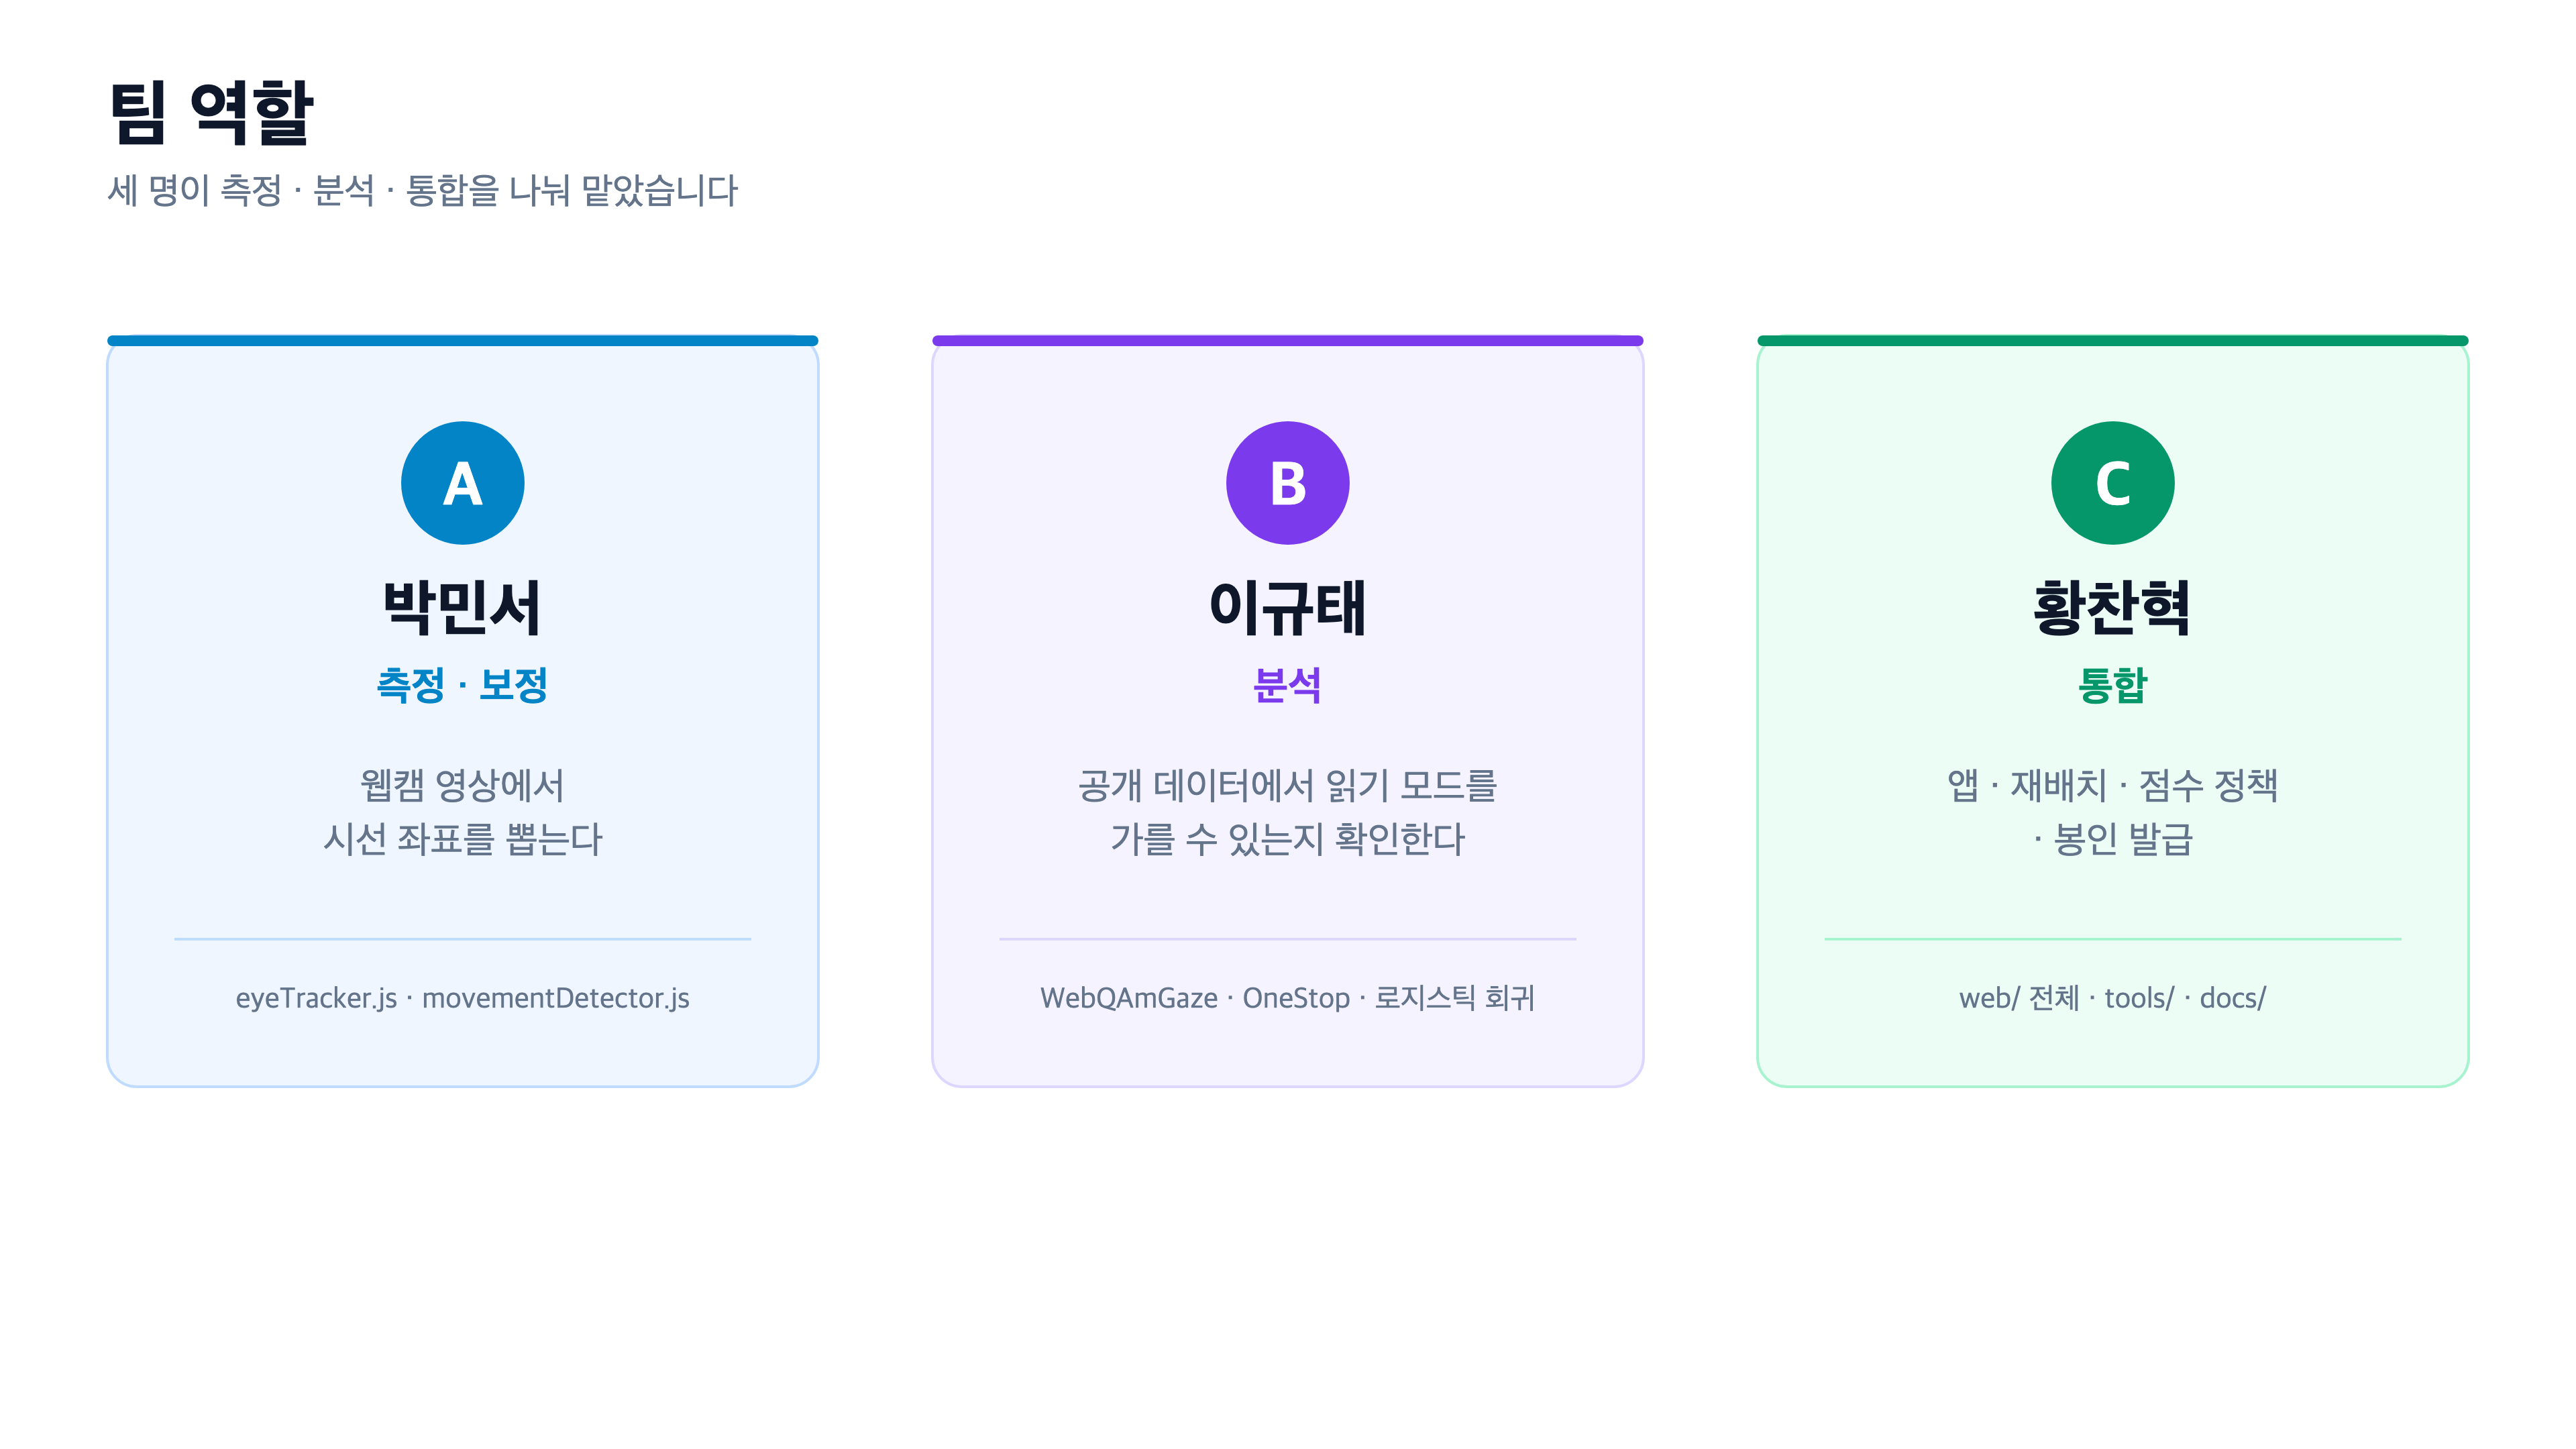 팀 역할
세 명이 측정 · 분석 · 통합을 나눠 맡았습니다
A
박민서
측정 · 보정
웹캠 영상에서
시선 좌표를 뽑는다
eyeTracker.js · movementDetector.js
B
이규태
분석
공개 데이터에서 읽기 모드를
가를 수 있는지 확인한다
WebQAmGaze · OneStop · 로지스틱 회귀
C
황찬혁
통합
앱 · 재배치 · 점수 정책
· 봉인 발급
web/ 전체 · tools/ · docs/